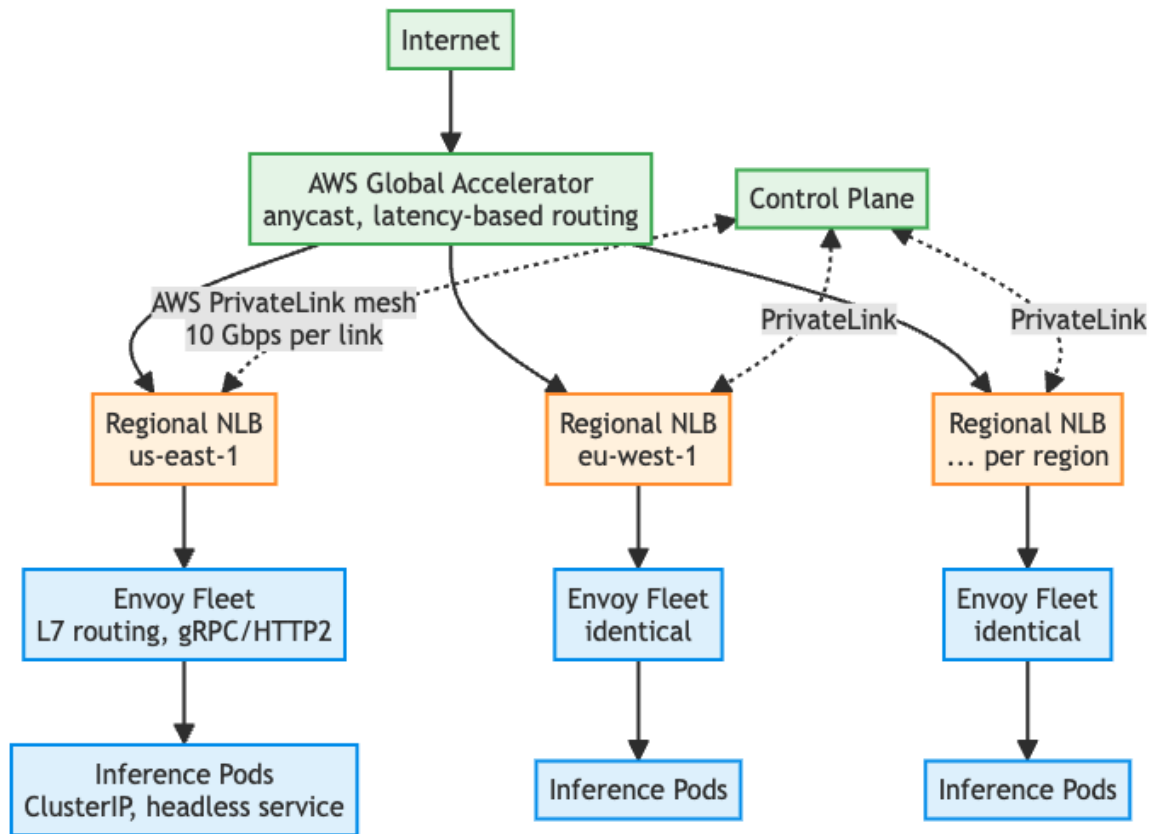 Internet
AWS Global Accelerator
anycast, latency-based routing
Control Plane
AWS PrivateLink mesh
10 Gbps per link
PrivateLink
PrivateLink
Regional NLB
us-east-1
Regional NLB
eu-west-1
Regional NLB
... per region
Envoy Fleet
L7 routing, gRPC/HTTP2
Envoy Fleet
identical
Envoy Fleet
identical
Inference Pods
ClusterIP, headless service
Inference Pods
Inference Pods